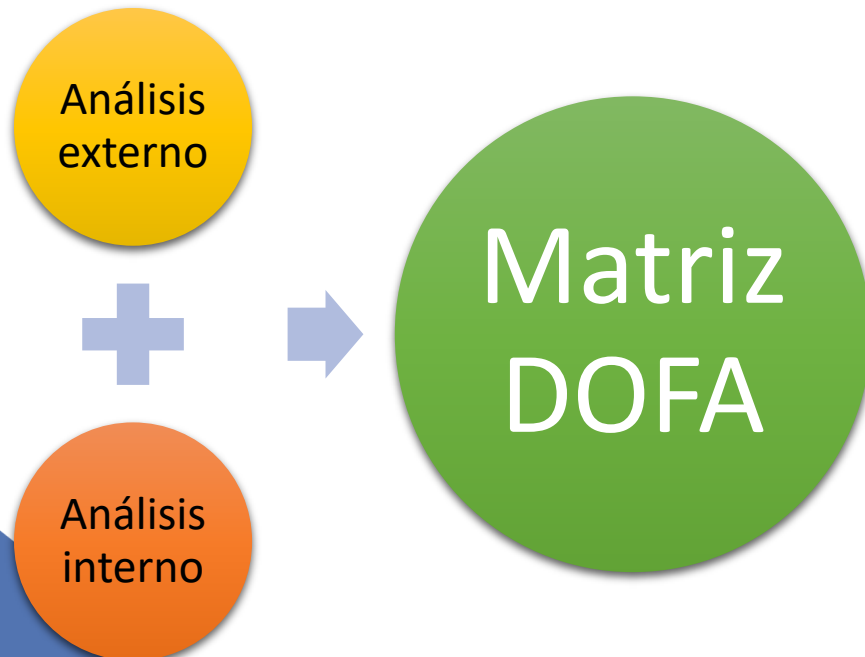 Análisis
externo
Análisis
interno
Matriz
DOFA